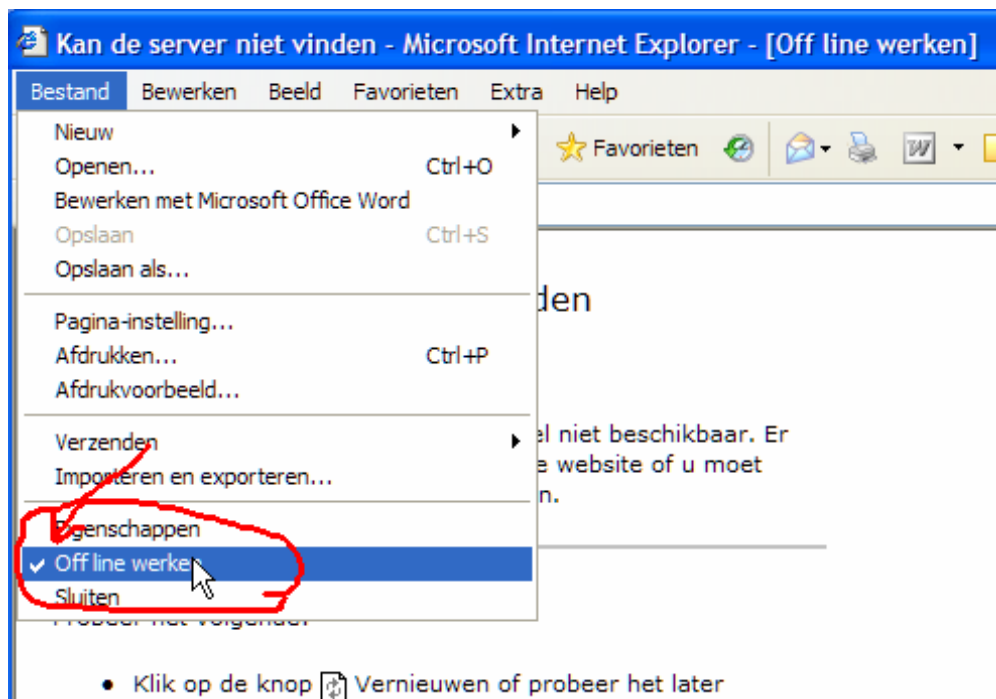 Kan de server niet vinden - Microsoft Internet Explorer - [Off line werken]
Bestand Bewerken Beeld Favorieten Extra Help
Favorieten
Nieuw
Openen... Ctrl+O
Bewerken met Microsoft Office Word
Opslaan Ctrl+S
Opslaan als...
Pagina-instelling...
Afdrukken... Ctrl+P
Afdrukvoorbeeld...
Verzenden
Importeren en exporteren...
Eigenschappen
Off line werken
Sluiten
den
el niet beschikbaar. Er
e website of u moet
n.
Probeer het volgende:
• Klik op de knop Vernieuwen of probeer het later